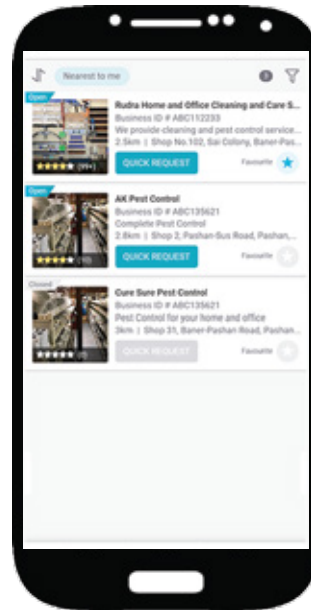 Nearest to me
Open
Rudra Home and Office Cleaning and Care S...
Business ID # ABC112233
We provide cleaning and pest control service...
2.5km | Shop No.102, Sai Colony, Baner-Pas...
(99+)
QUICK REQUEST
Favourite
Open
AK Pest Control
Business ID # ABC135621
Complete Pest Control
2.8km | Shop 2, Pashan-Sus Road, Pashan,...
(10)
QUICK REQUEST
Favourite
Closed
Cure Sure Pest Control
Business ID # ABC135621
Pest Control for your home and office
3km | Shop 31, Baner-Pashan Road, Pashan...
QUICK REQUEST
Favourite